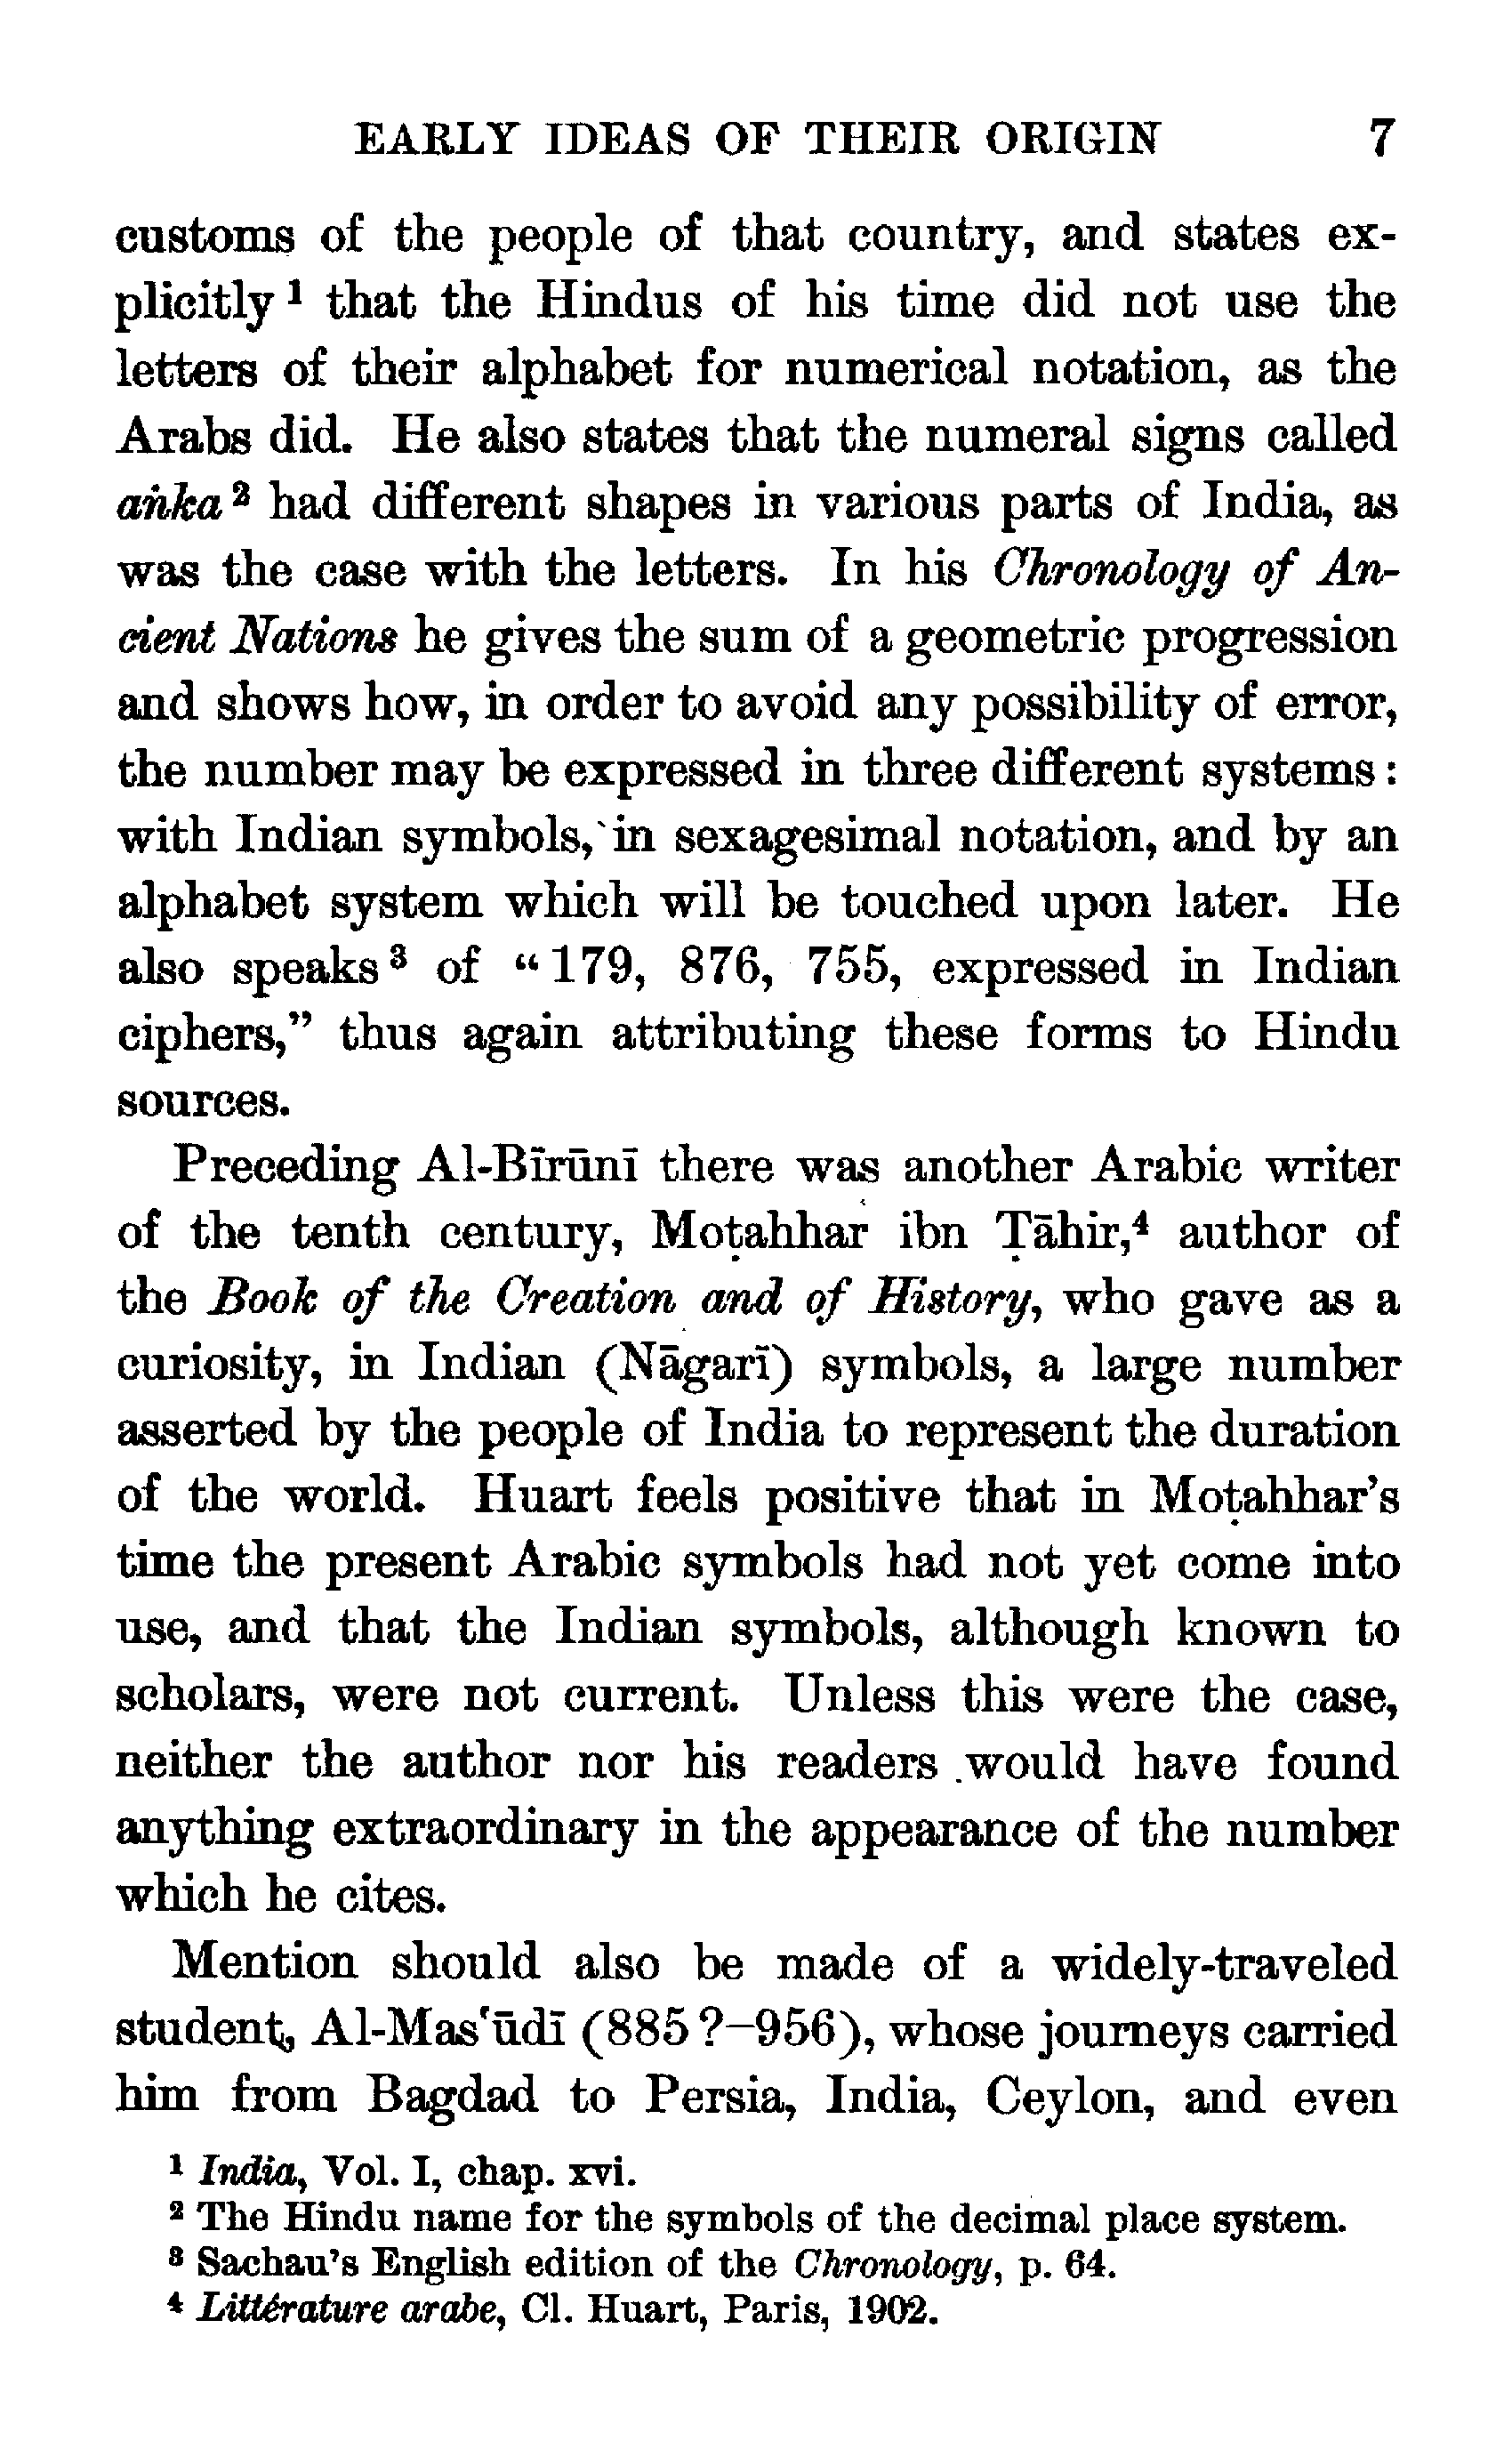 EARLY IDEAS OF THEIR ORIGIN 7
customs of the people of that country, and states ex-
plicitly ¹ that the Hindus of his time did not use the
letters of their alphabet for numerical notation, as the
Arabs did. He also states that the numeral signs called
aṅka ² had different shapes in various parts of India, as
was the case with the letters. In his Chronology of An-
cient Nations he gives the sum of a geometric progression
and shows how, in order to avoid any possibility of error,
the number may be expressed in three different systems:
with Indian symbols, in sexagesimal notation, and by an
alphabet system which will be touched upon later. He
also speaks ³ of “179, 876, 755, expressed in Indian
ciphers,” thus again attributing these forms to Hindu
sources.
Preceding Al-Bīrūnī there was another Arabic writer
of the tenth century, Moṭahhar ibn Ṭāhir,⁴ author of
the Book of the Creation and of History, who gave as a
curiosity, in Indian (Nāgarī) symbols, a large number
asserted by the people of India to represent the duration
of the world. Huart feels positive that in Moṭahhar’s
time the present Arabic symbols had not yet come into
use, and that the Indian symbols, although known to
scholars, were not current. Unless this were the case,
neither the author nor his readers would have found
anything extraordinary in the appearance of the number
which he cites.
Mention should also be made of a widely-traveled
student, Al-Mas‘ūdī (885?–956), whose journeys carried
him from Bagdad to Persia, India, Ceylon, and even
¹ India, Vol. I, chap. xvi.
² The Hindu name for the symbols of the decimal place system.
³ Sachau’s English edition of the Chronology, p. 64.
⁴ Littérature arabe, Cl. Huart, Paris, 1902.